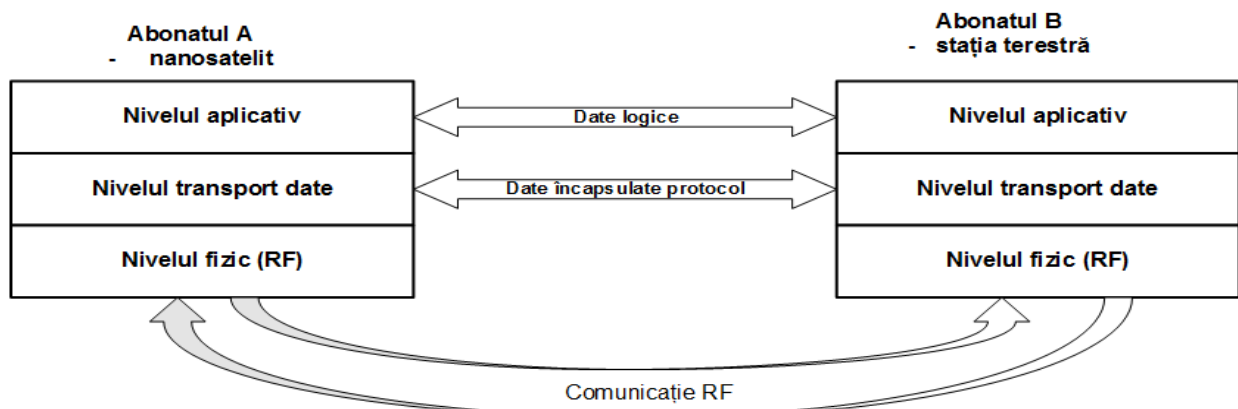 Abonatul A
- nanosatelit
Abonatul B
- stația terestră
Nivelul aplicativ
Date logice
Nivelul aplicativ
Nivelul transport date
Date încapsulate protocol
Nivelul transport date
Nivelul fizic (RF)
Nivelul fizic (RF)
Comunicație RF